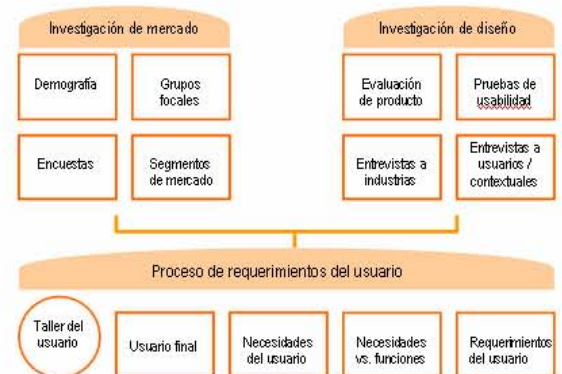 Investigación de mercado
Demografía
Grupos
focales
Encuestas
Segmentos
de mercado
Investigación de diseño
Evaluación
de producto
Pruebas de
usabilidad
Entrevistas a
industrias
Entrevistas a
usuarios /
contextuales
Proceso de requerimientos del usuario
Taller del
usuario
Usuario final
Necesidades
del usuario
Necesidades
vs. funciones
Requerimientos
del usuario